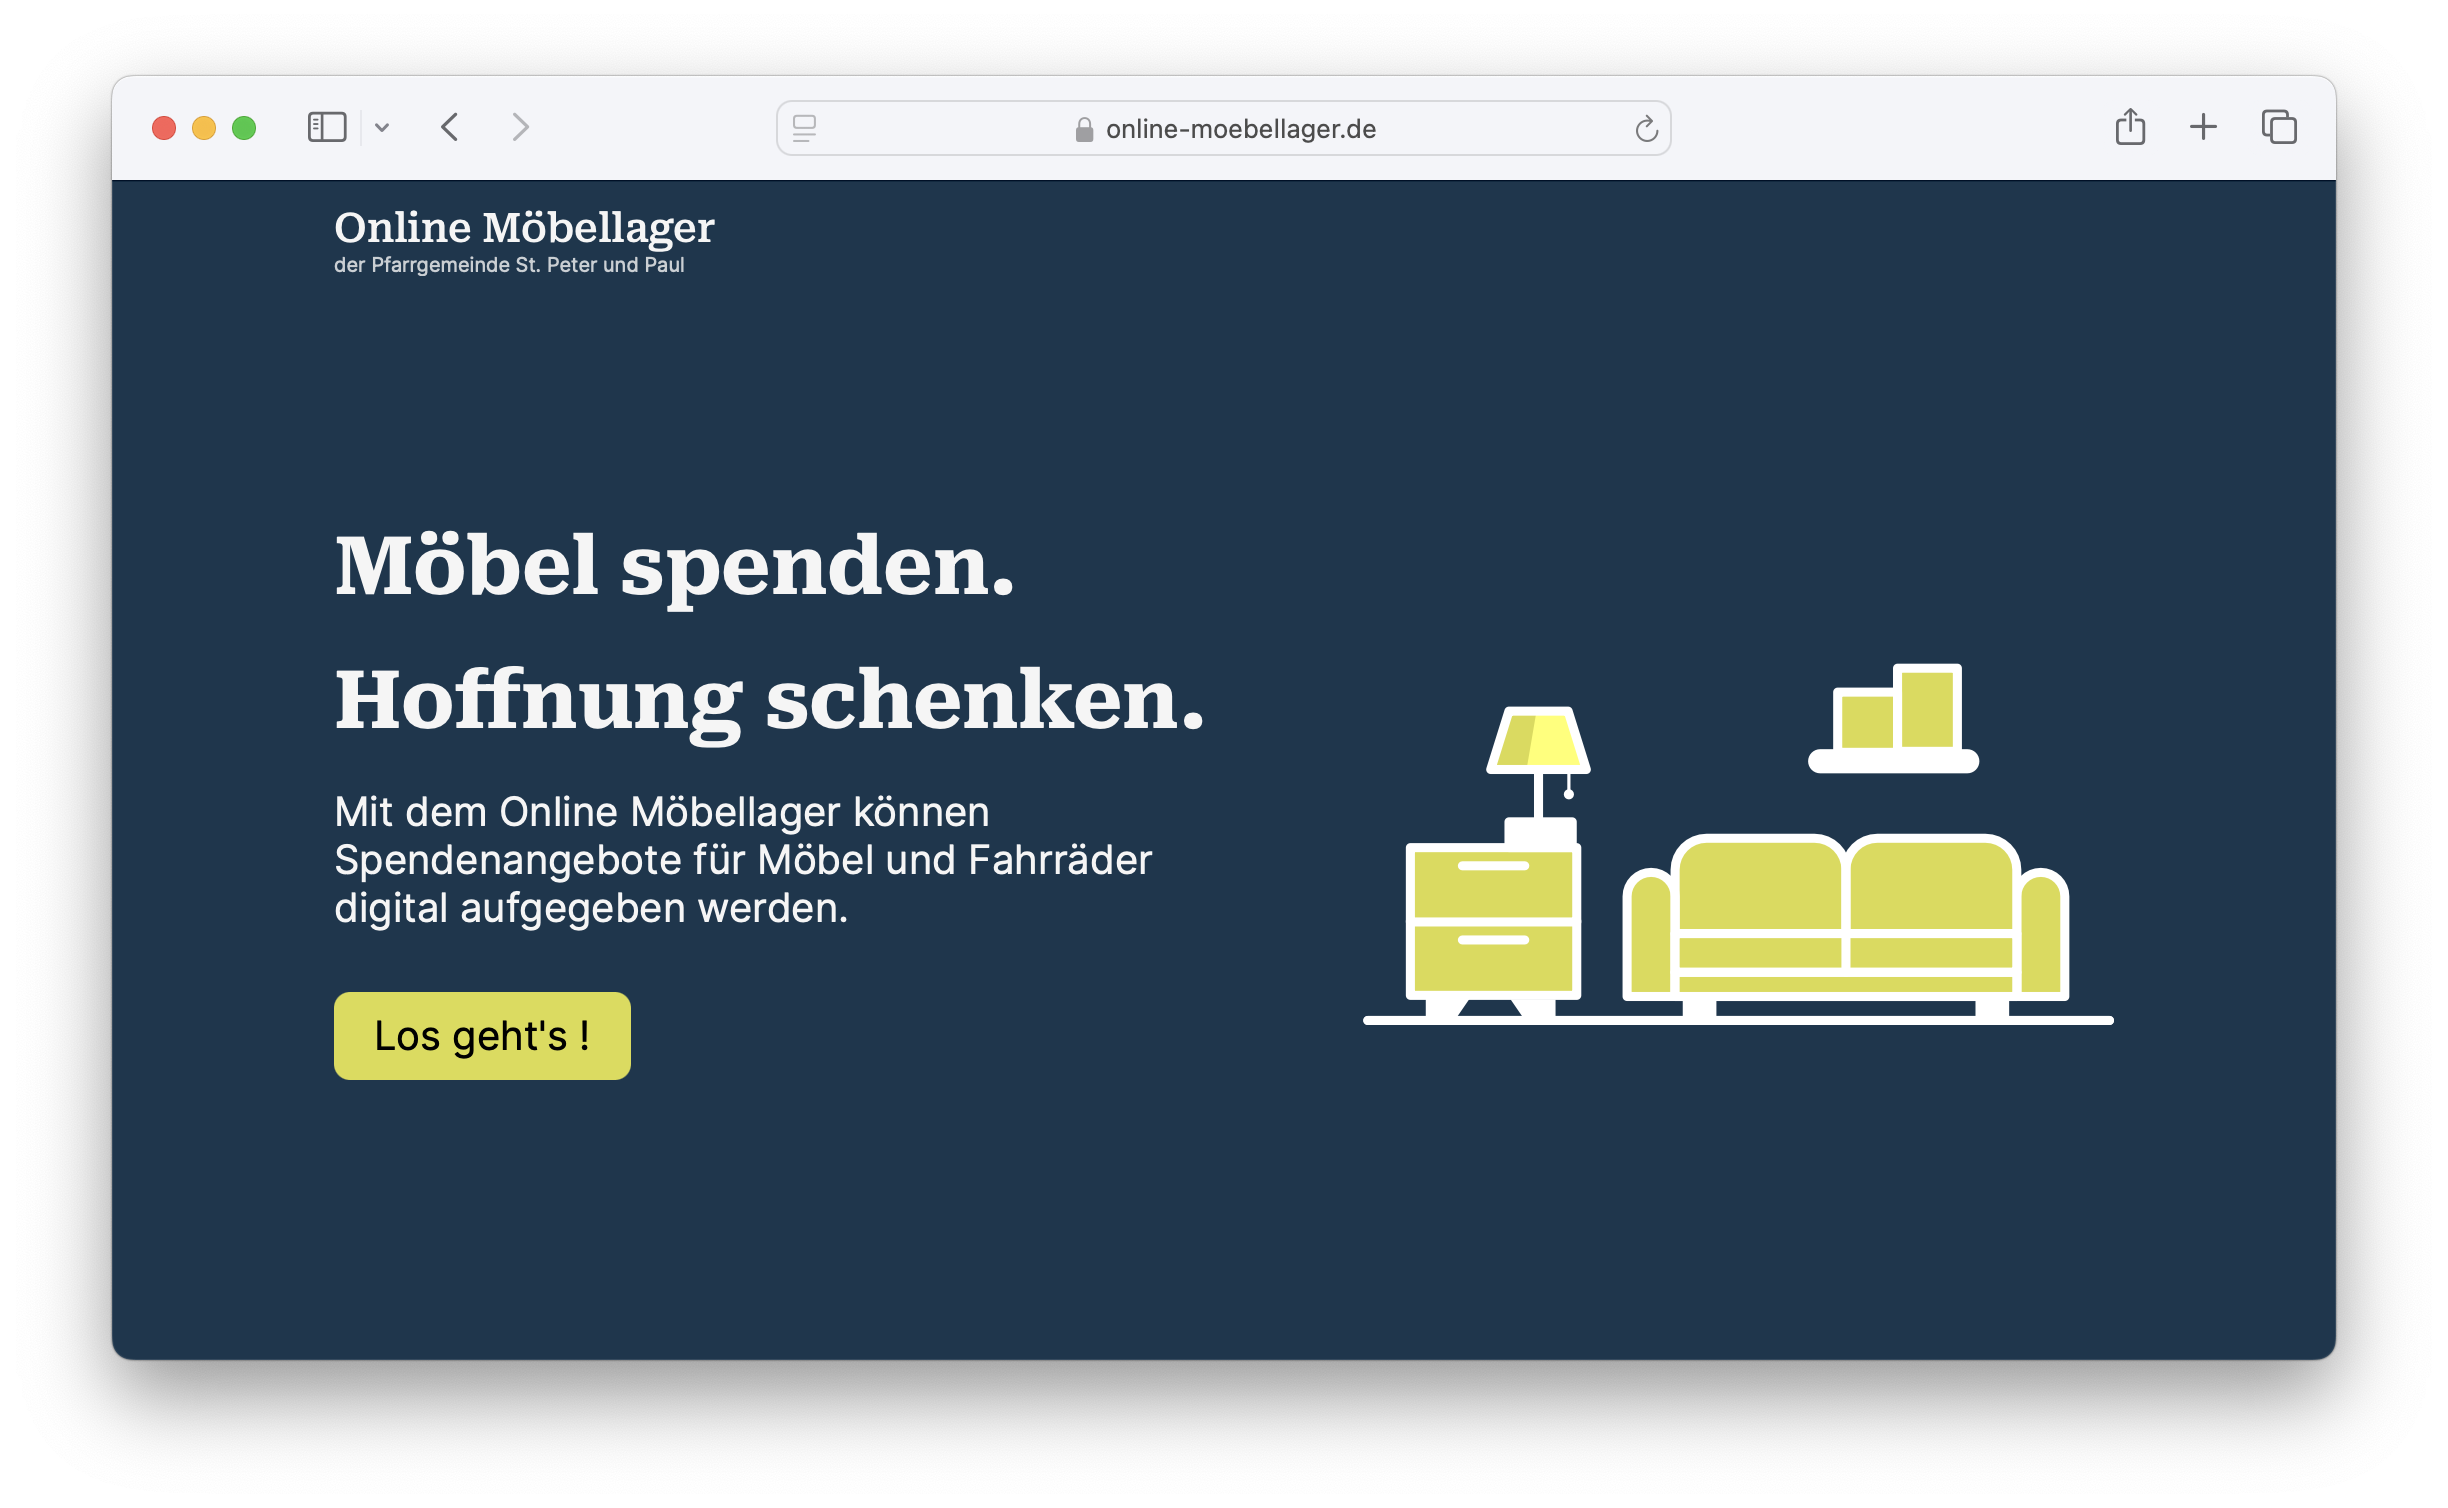 online-moebellager.de
Online Möbellager
der Pfarrgemeinde St. Peter und Paul
Möbel spenden.
Hoffnung schenken.
Mit dem Online Möbellager können
Spendenangebote für Möbel und Fahrräder
digital aufgegeben werden.
Los geht's !